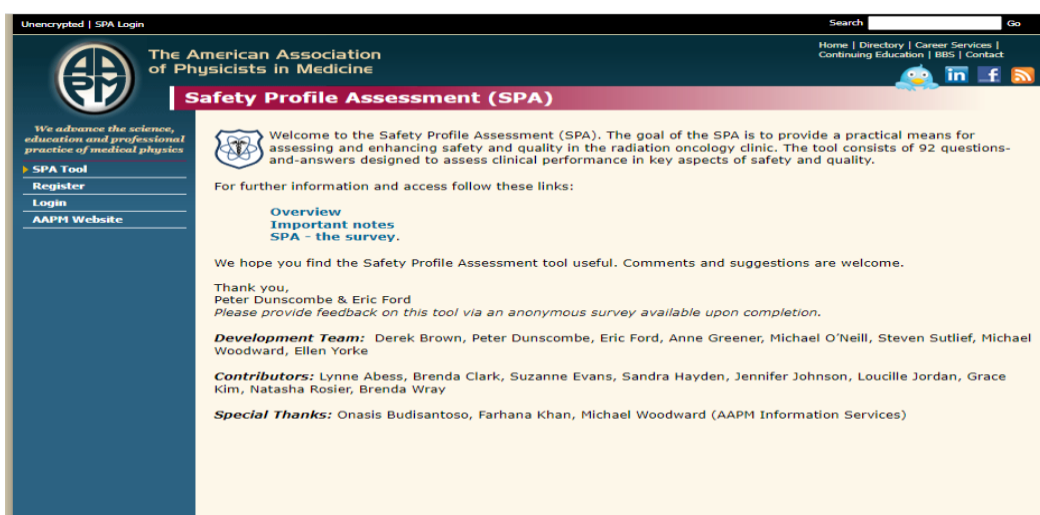 Unencrypted | SPA Login
Search
Go
AAPM
The American Association
of Physicists in Medicine
Home | Directory | Career Services |
Continuing Education | BBS | Contact
in f
Safety Profile Assessment (SPA)
We advance the science,
education and professional
practice of medical physics
SPA Tool
Register
Login
AAPM Website
Welcome to the Safety Profile Assessment (SPA). The goal of the SPA is to provide a practical means for
assessing and enhancing safety and quality in the radiation oncology clinic. The tool consists of 92 questions-
and-answers designed to assess clinical performance in key aspects of safety and quality.
For further information and access follow these links:
Overview
Important notes
SPA - the survey.
We hope you find the Safety Profile Assessment tool useful. Comments and suggestions are welcome.
Thank you,
Peter Dunscombe & Eric Ford
Please provide feedback on this tool via an anonymous survey available upon completion.
Development Team: Derek Brown, Peter Dunscombe, Eric Ford, Anne Greener, Michael O'Neill, Steven Sutlief, Michael
Woodward, Ellen Yorke
Contributors: Lynne Abess, Brenda Clark, Suzanne Evans, Sandra Hayden, Jennifer Johnson, Loucille Jordan, Grace
Kim, Natasha Rosier, Brenda Wray
Special Thanks: Onasis Budisantoso, Farhana Khan, Michael Woodward (AAPM Information Services)